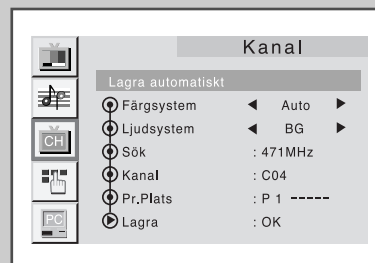 Kanal
Lagra automatiskt
Färgsystem ◀ Auto ▶
Ljudsystem ◀ BG ▶
Sök : 471MHz
CH
Kanal : C04
Pr.Plats : P 1 -----
Lagra : OK
PC